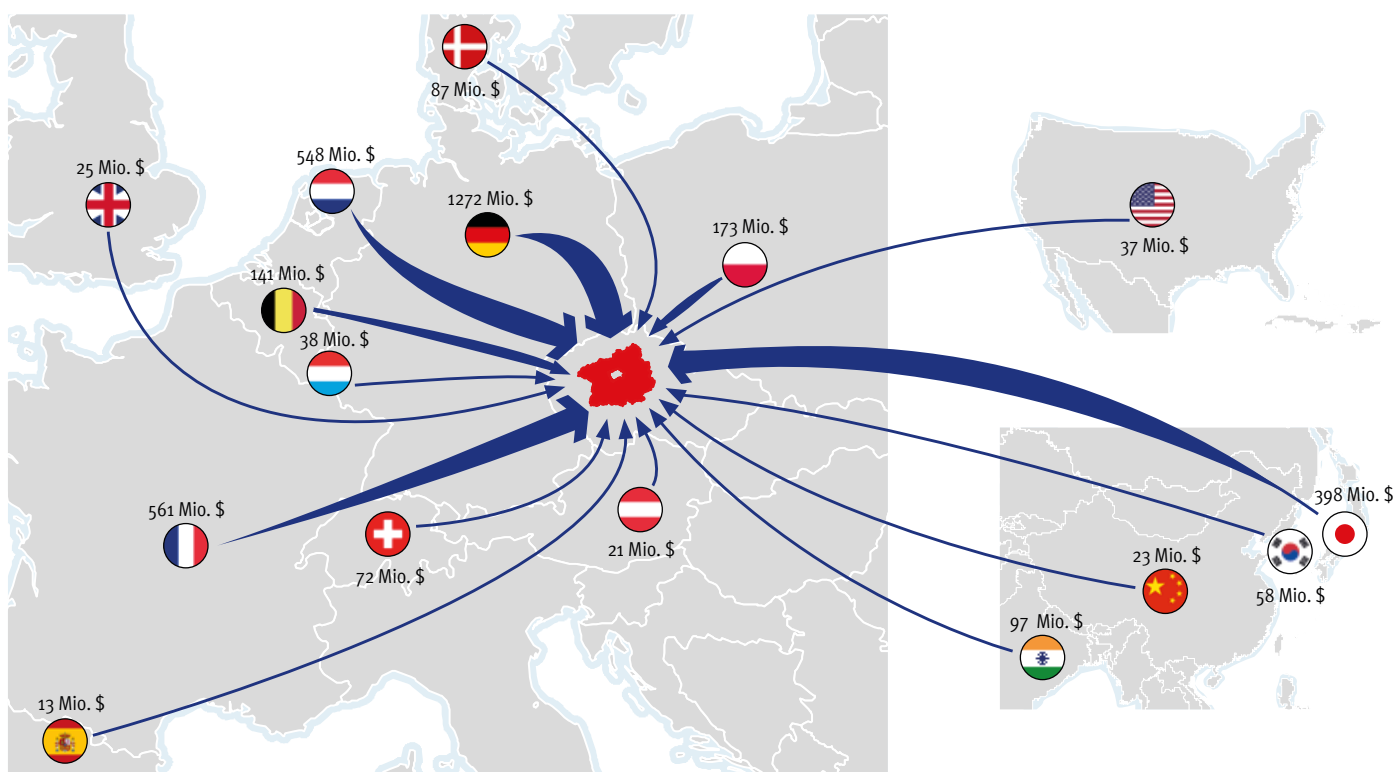 87 Mio. $
25 Mio. $
548 Mio. $
1272 Mio. $
173 Mio. $
37 Mio. $
141 Mio. $
38 Mio. $
561 Mio. $
72 Mio. $
21 Mio. $
13 Mio. $
398 Mio. $
23 Mio. $
58 Mio. $
97 Mio. $